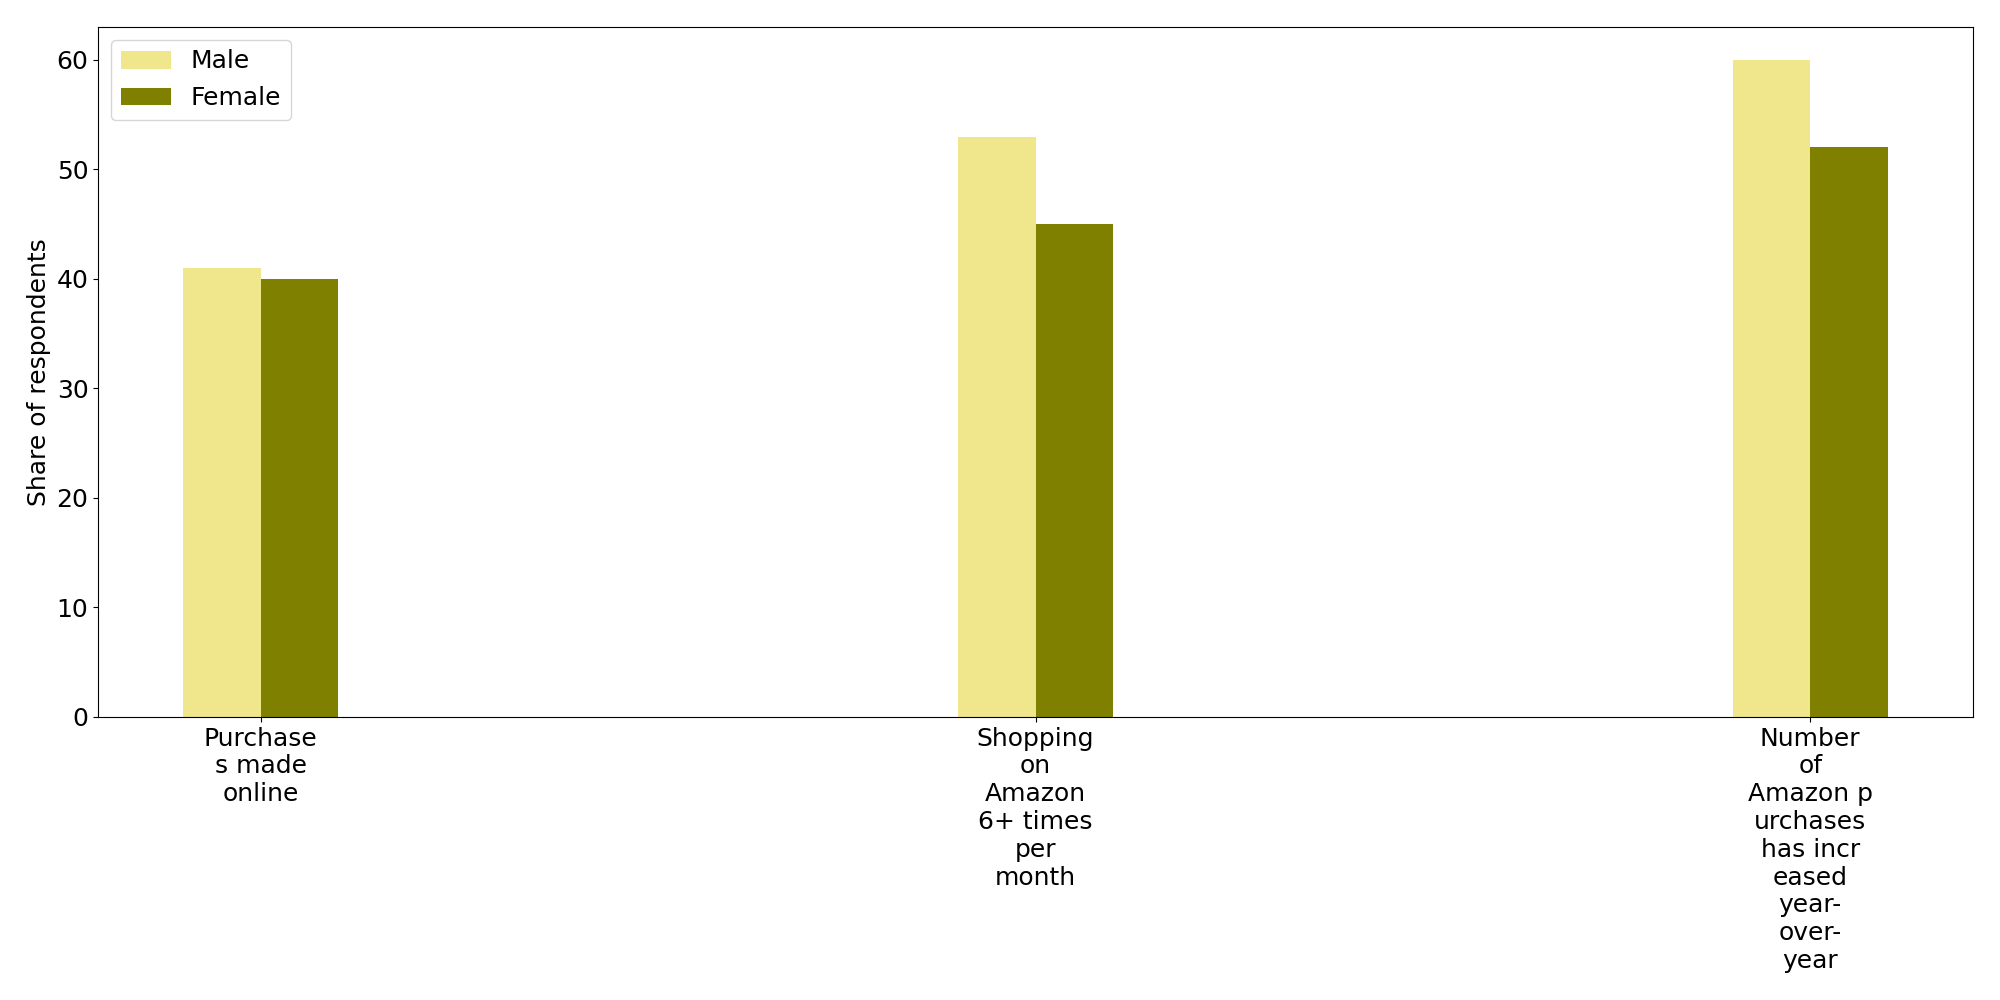 Male
Female
Share of respondents
60
50
40
30
20
10
0
Purchase
s made
online
Shopping
on
Amazon
6+ times
per
month
Number
of
Amazon p
urchases
has incr
eased
year-
over-
year